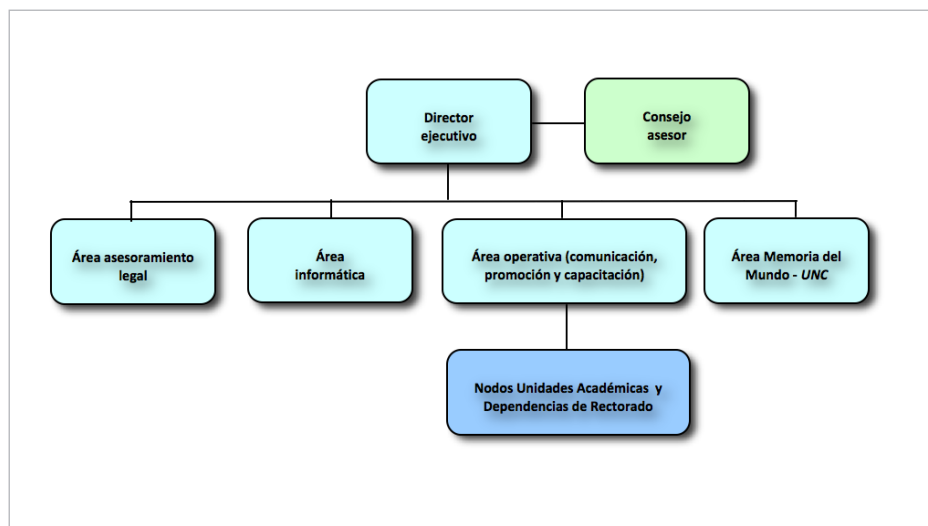 Director
ejecutivo
Consejo
asesor
Área asesoramiento
legal
Área
informática
Área operativa (comunicación,
promoción y capacitación)
Área Memoria del
Mundo - UNC
Nodos Unidades Académicas y
Dependencias de Rectorado